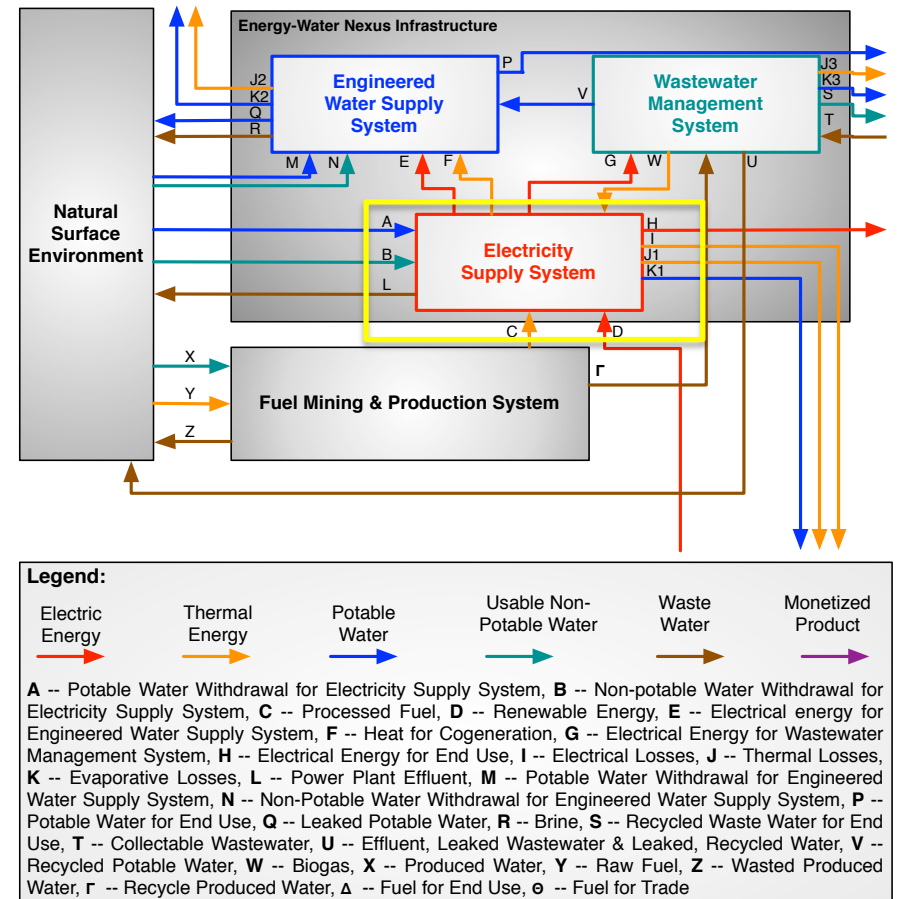 Energy-Water Nexus Infrastructure
J2
K2
Q
R
Engineered
Water Supply
System
P
V
Wastewater
Management
System
J3
K3
S
T
M
N
E
F
G
W
U
Natural
Surface
Environment
A
B
L
Electricity
Supply System
H
I
J1
K1
C
D
X
Y
Z
Fuel Mining & Production System
Γ
Legend:
Electric
Energy
Thermal
Energy
Potable
Water
Usable Non-
Potable Water
Waste
Water
Monetized
Product
A -- Potable Water Withdrawal for Electricity Supply System, B -- Non-potable Water Withdrawal for
Electricity Supply System, C -- Processed Fuel, D -- Renewable Energy, E -- Electrical energy for
Engineered Water Supply System, F -- Heat for Cogeneration, G -- Electrical Energy for Wastewater
Management System, H -- Electrical Energy for End Use, I -- Electrical Losses, J -- Thermal Losses,
K -- Evaporative Losses, L -- Power Plant Effluent, M -- Potable Water Withdrawal for Engineered
Water Supply System, N -- Non-Potable Water Withdrawal for Engineered Water Supply System, P --
Potable Water for End Use, Q -- Leaked Potable Water, R -- Brine, S -- Recycled Waste Water for End
Use, T -- Collectable Wastewater, U -- Effluent, Leaked Wastewater & Leaked, Recycled Water, V --
Recycled Potable Water, W -- Biogas, X -- Produced Water, Y -- Raw Fuel, Z -- Wasted Produced
Water, Γ -- Recycle Produced Water, Δ -- Fuel for End Use, Θ -- Fuel for Trade